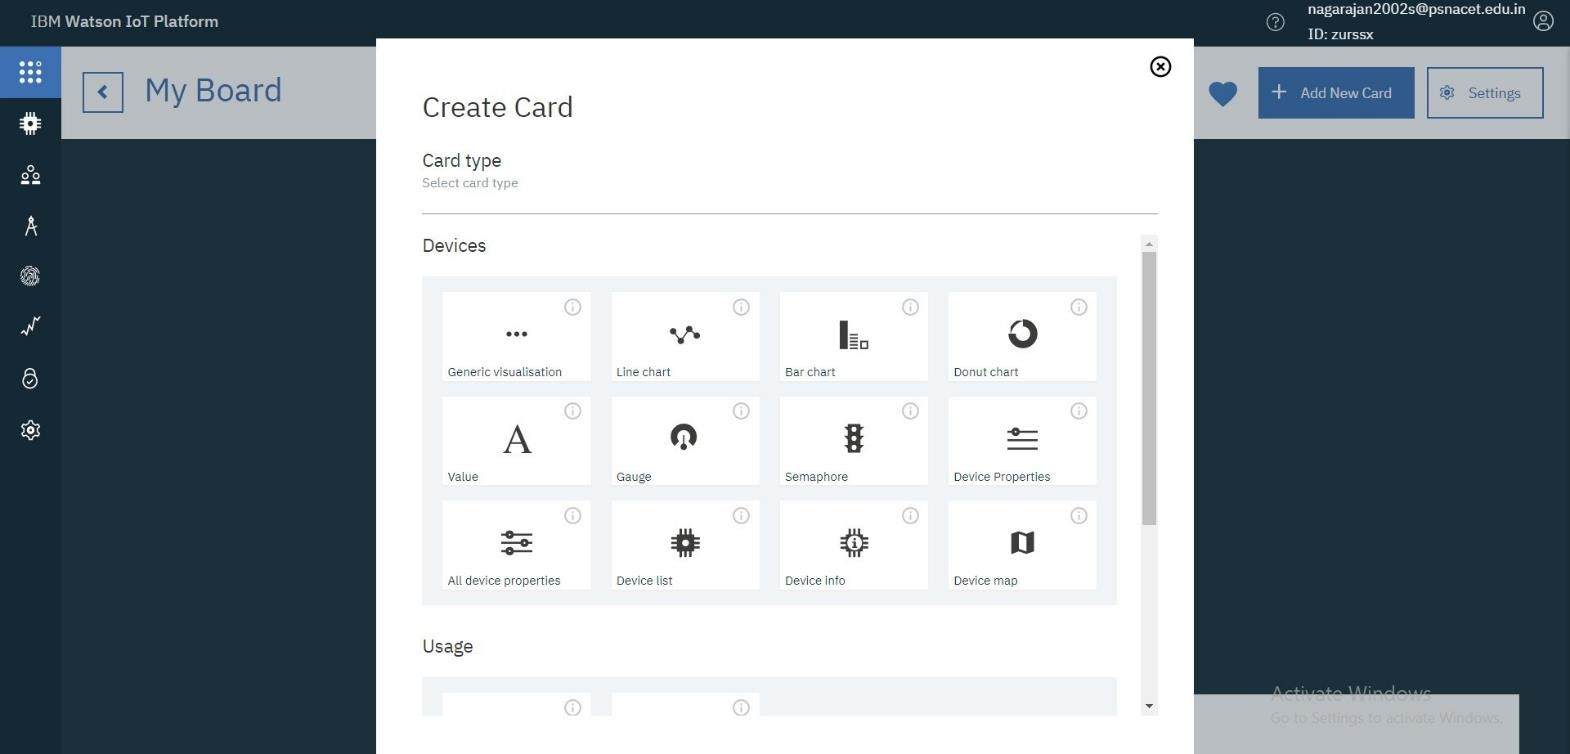 IBM Watson IoT Platform
nagarajan2002s@psnacet.edu.in
ID: zurssx
My Board
Add New Card
Settings
Create Card
Card type
Select card type
Devices
Generic visualisation
Line chart
Bar chart
Donut chart
Value
Gauge
Semaphore
Device Properties
All device properties
Device list
Device info
Device map
Usage
Activate Windows
Go to Settings to activate Windows.